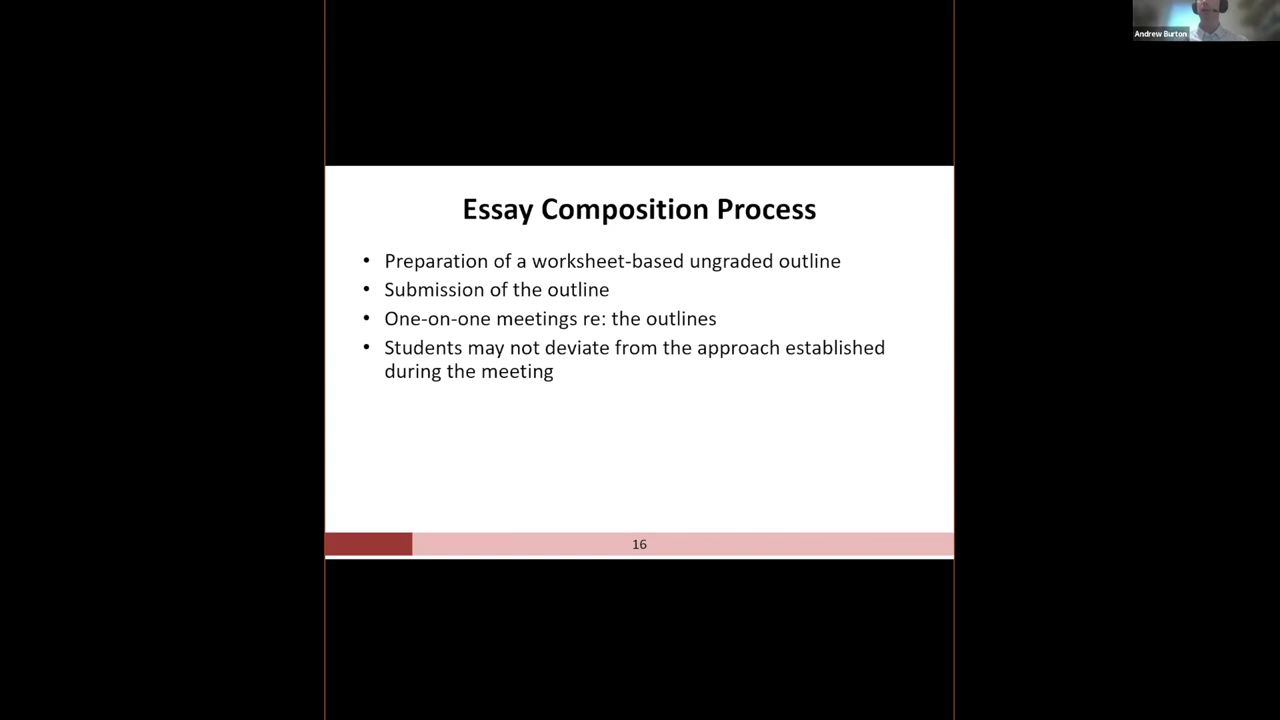 Andrew Burton
Essay Composition Process
• Preparation of a worksheet-based ungraded outline
• Submission of the outline
• One-on-one meetings re: the outlines
• Students may not deviate from the approach established
during the meeting
16